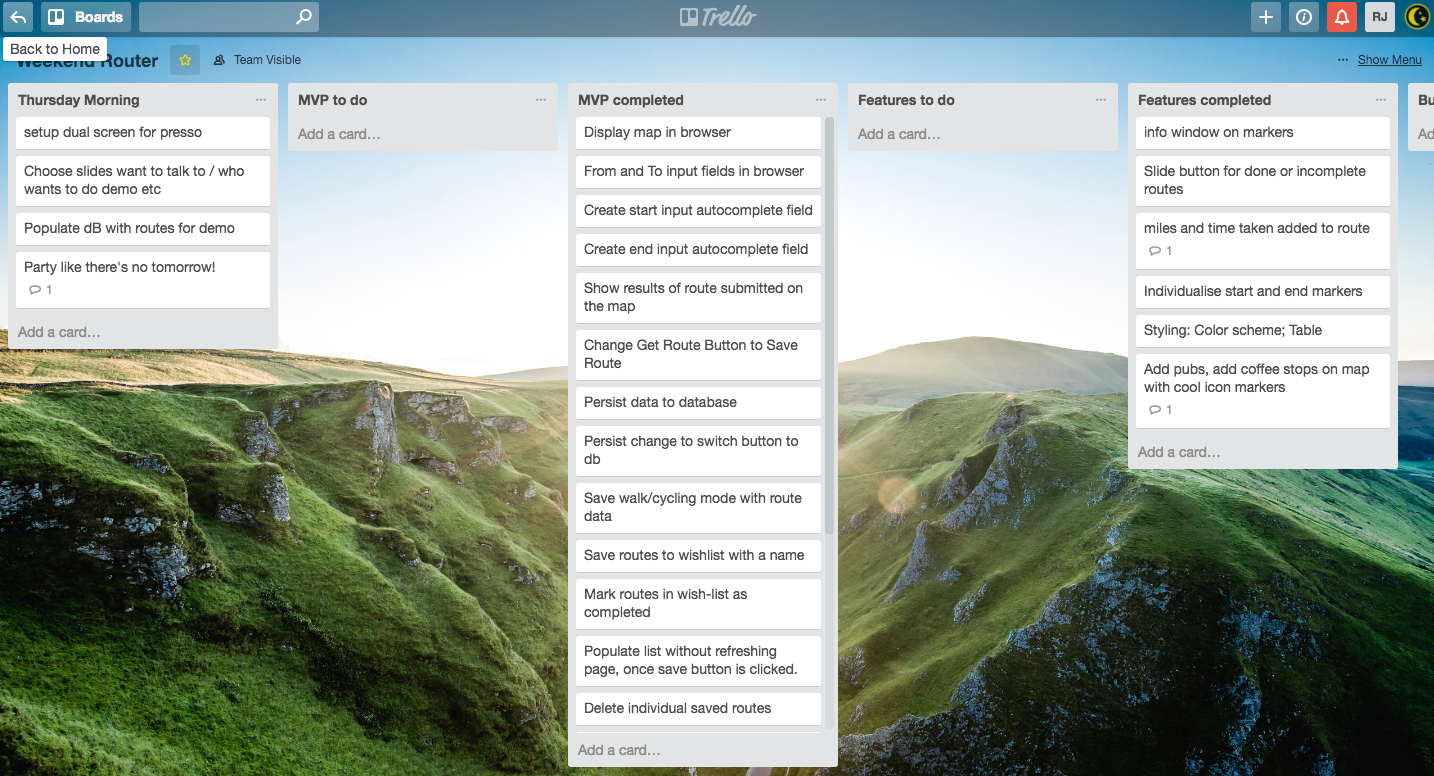 Boards
Trello
RJ
Back to Home
Weekend Router
Team Visible
··· Show Menu
Thursday Morning ···
setup dual screen for presso
Choose slides want to talk to / who
wants to do demo etc
Populate dB with routes for demo
Party like there's no tomorrow!
1
Add a card…
MVP to do ···
Add a card…
MVP completed ···
Display map in browser
From and To input fields in browser
Create start input autocomplete field
Create end input autocomplete field
Show results of route submitted on
the map
Change Get Route Button to Save
Route
Persist data to database
Persist change to switch button to
db
Save walk/cycling mode with route
data
Save routes to wishlist with a name
Mark routes in wish-list as
completed
Populate list without refreshing
page, once save button is clicked.
Delete individual saved routes
Add a card…
Features to do ···
Add a card…
Features completed ···
info window on markers
Slide button for done or incomplete
routes
miles and time taken added to route
1
Individualise start and end markers
Styling: Color scheme; Table
Add pubs, add coffee stops on map
with cool icon markers
1
Add a card…
Bu
Ad